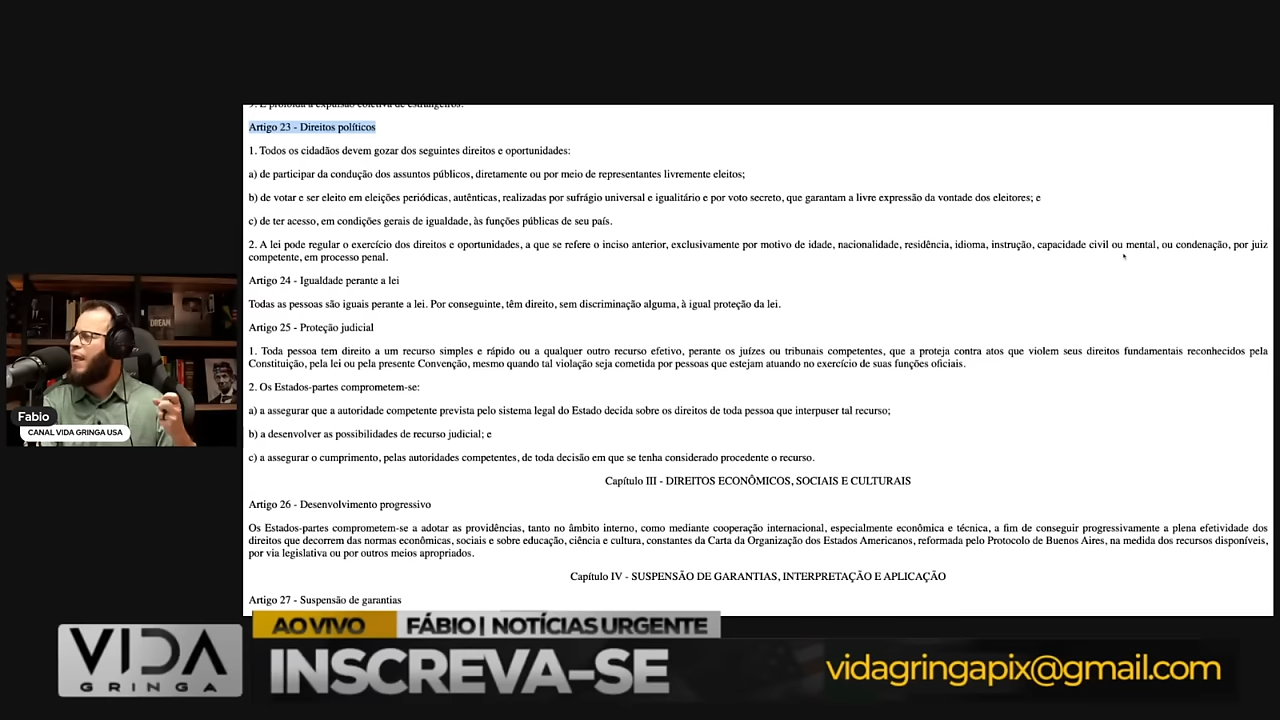 9. É proibida a expulsão coletiva de estrangeiros.
Artigo 23 - Direitos políticos
1. Todos os cidadãos devem gozar dos seguintes direitos e oportunidades:
a) de participar da condução dos assuntos públicos, diretamente ou por meio de representantes livremente eleitos;
b) de votar e ser eleito em eleições periódicas, autênticas, realizadas por sufrágio universal e igualitário e por voto secreto, que garantam a livre expressão da vontade dos eleitores; e
c) de ter acesso, em condições gerais de igualdade, às funções públicas de seu país.
2. A lei pode regular o exercício dos direitos e oportunidades, a que se refere o inciso anterior, exclusivamente por motivo de idade, nacionalidade, residência, idioma, instrução, capacidade civil ou mental, ou condenação, por juiz
competente, em processo penal.
Artigo 24 - Igualdade perante a lei
Todas as pessoas são iguais perante a lei. Por conseguinte, têm direito, sem discriminação alguma, à igual proteção da lei.
Artigo 25 - Proteção judicial
1. Toda pessoa tem direito a um recurso simples e rápido ou a qualquer outro recurso efetivo, perante os juízes ou tribunais competentes, que a proteja contra atos que violem seus direitos fundamentais reconhecidos pela
Constituição, pela lei ou pela presente Convenção, mesmo quando tal violação seja cometida por pessoas que estejam atuando no exercício de suas funções oficiais.
2. Os Estados-partes comprometem-se:
a) a assegurar que a autoridade competente prevista pelo sistema legal do Estado decida sobre os direitos de toda pessoa que interpuser tal recurso;
b) a desenvolver as possibilidades de recurso judicial; e
c) a assegurar o cumprimento, pelas autoridades competentes, de toda decisão em que se tenha considerado procedente o recurso.
Capítulo III - DIREITOS ECONÔMICOS, SOCIAIS E CULTURAIS
Artigo 26 - Desenvolvimento progressivo
Os Estados-partes comprometem-se a adotar as providências, tanto no âmbito interno, como mediante cooperação internacional, especialmente econômica e técnica, a fim de conseguir progressivamente a plena efetividade dos
direitos que decorrem das normas econômicas, sociais e sobre educação, ciência e cultura, constantes da Carta da Organização dos Estados Americanos, reformada pelo Protocolo de Buenos Aires, na medida dos recursos disponíveis,
por via legislativa ou por outros meios apropriados.
Capítulo IV - SUSPENSÃO DE GARANTIAS, INTERPRETAÇÃO E APLICAÇÃO
Artigo 27 - Suspensão de garantias
DREAM
Fabio
CANAL VIDA GRINGA USA
AO VIVO
FÁBIO | NOTÍCIAS URGENTE
VIDA
GRINGA
INSCREVA-SE
vidagringapix@gmail.com